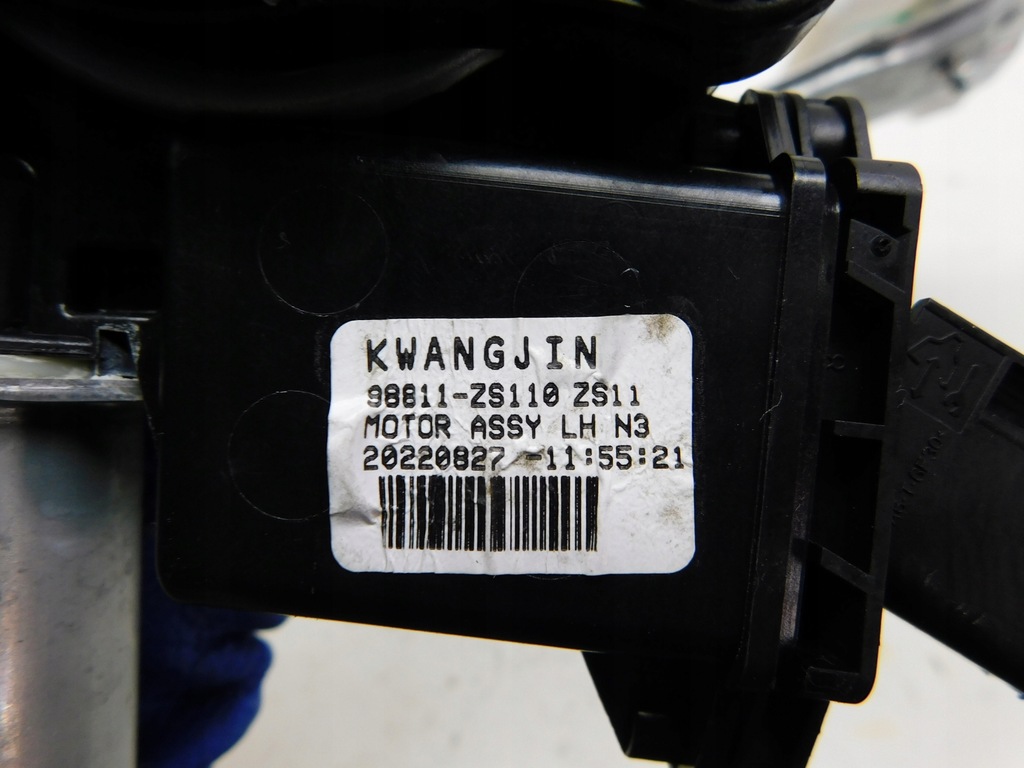 KWANGJIN
98811-ZS110 ZS11
MOTOR ASSY LH N3
20220827 -11:55:21